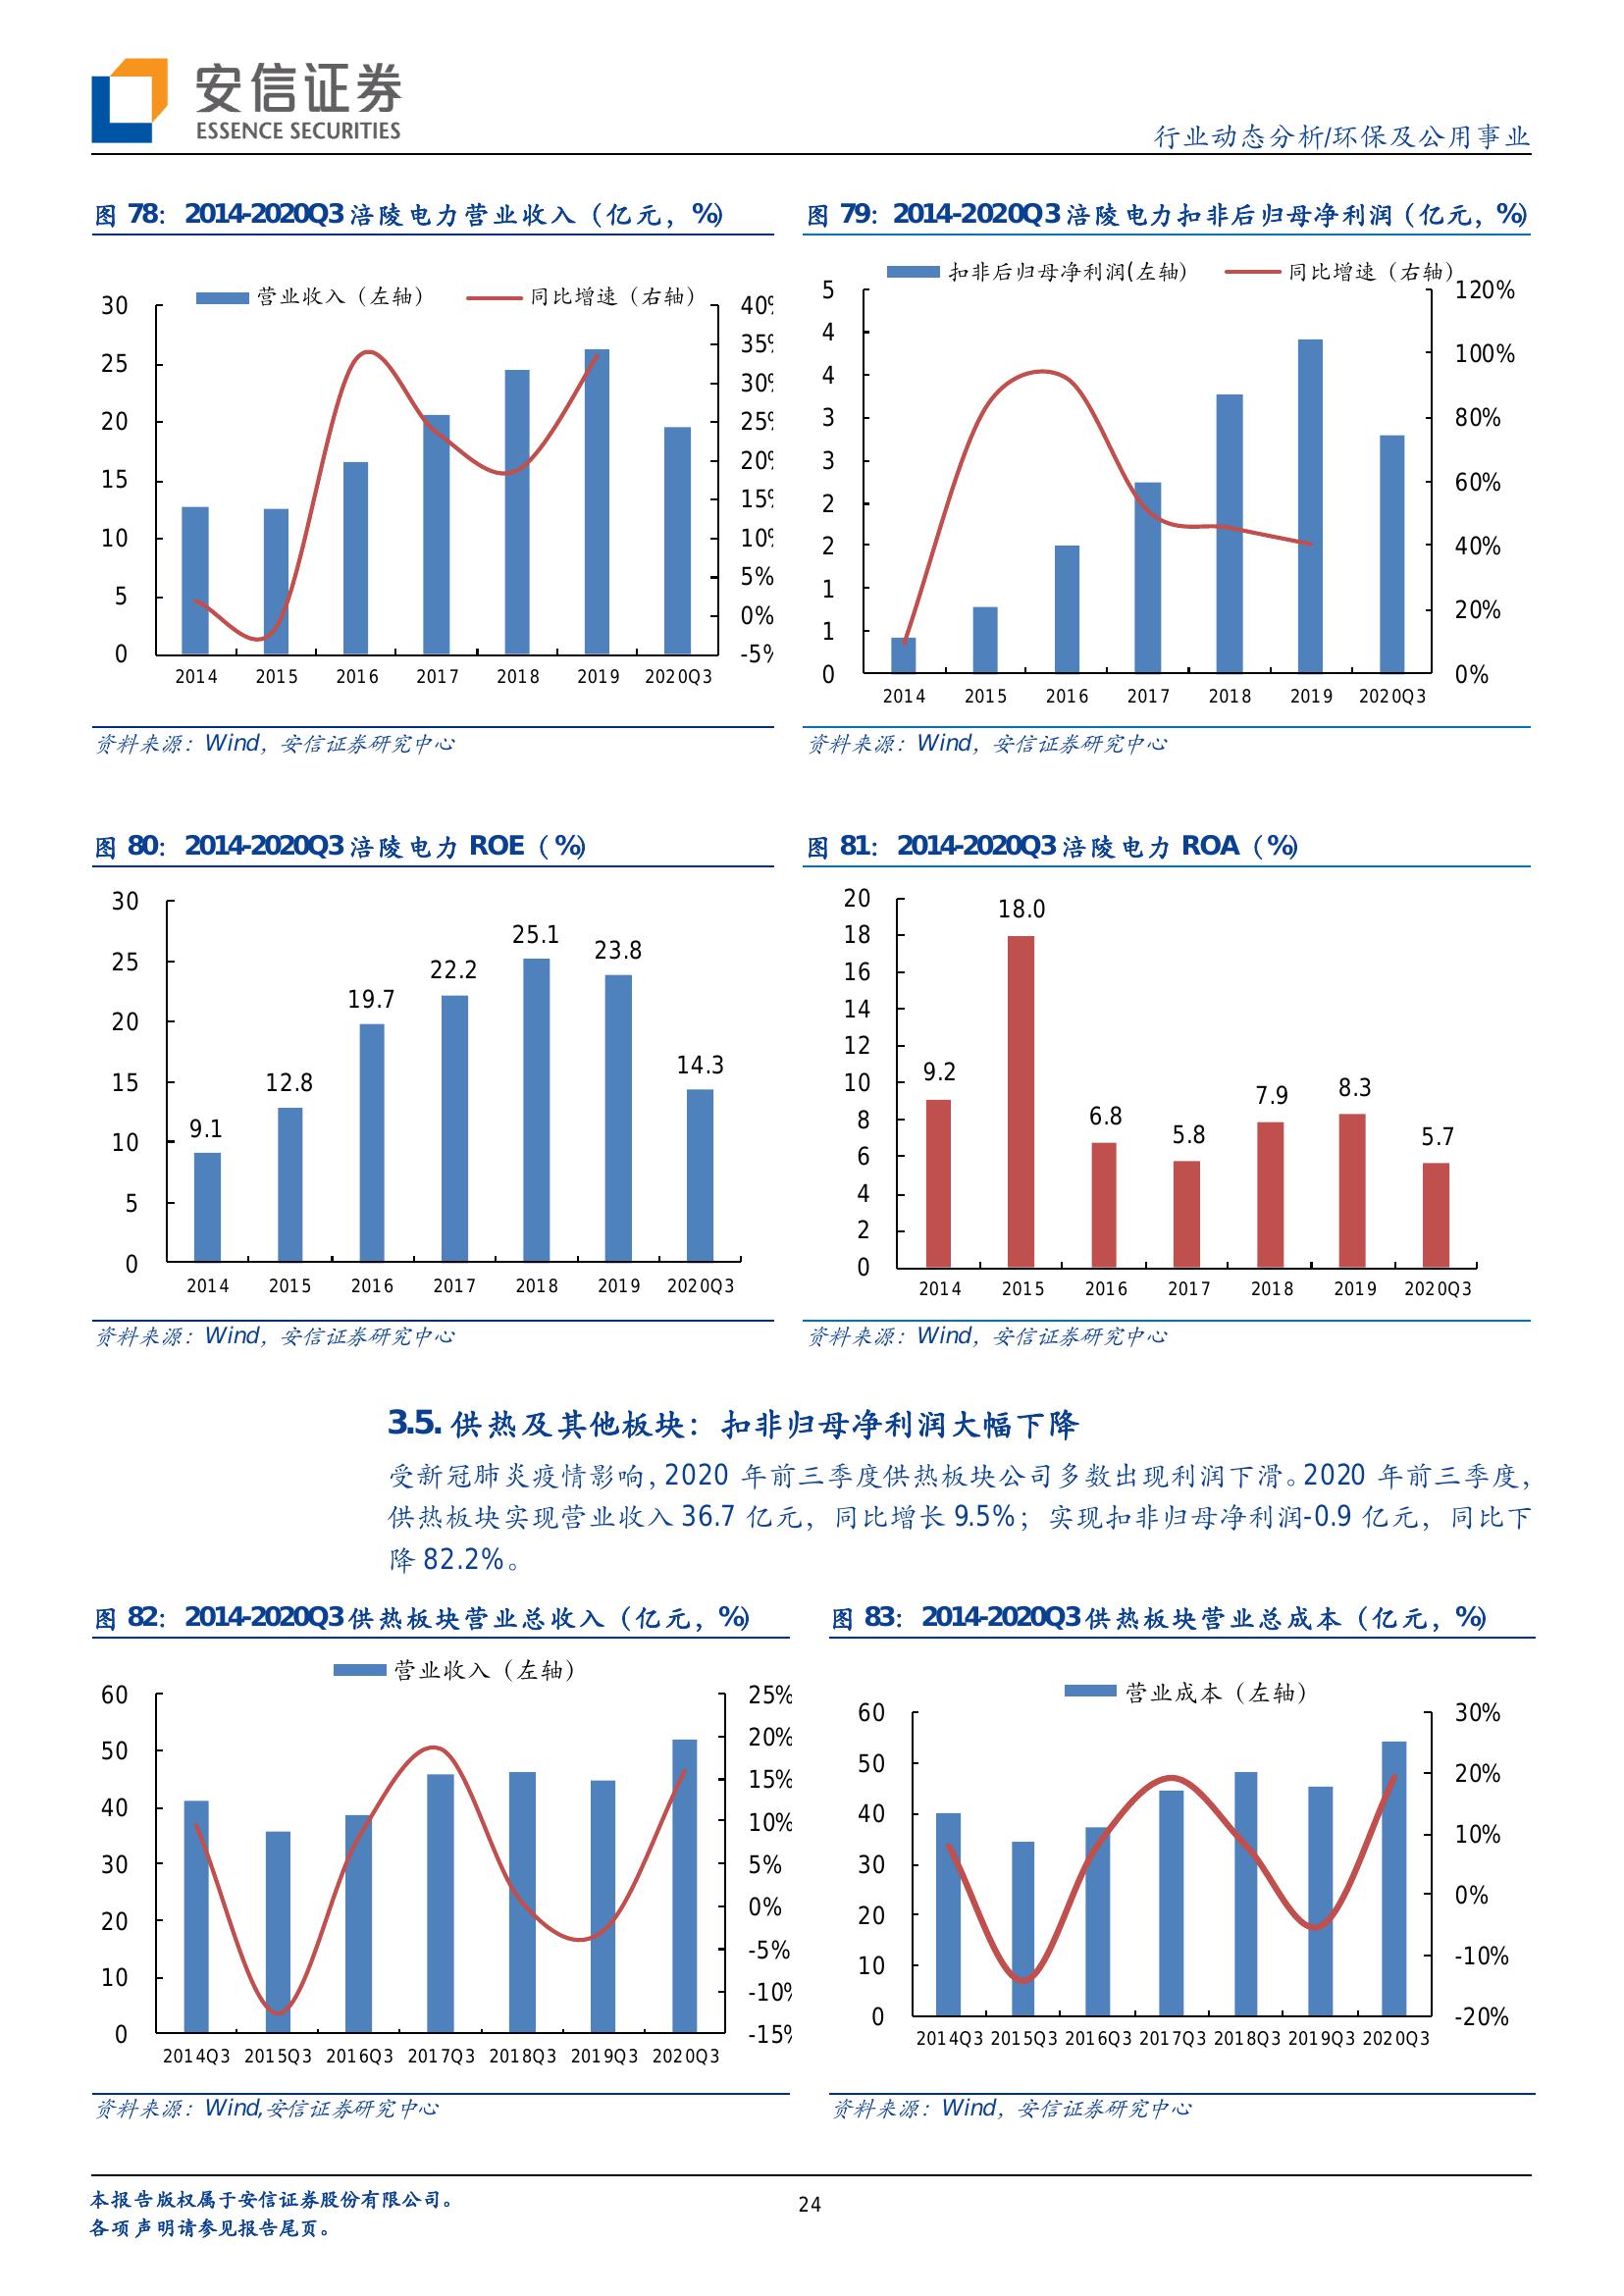 安信证券
ESSENCE SECURITIES
行业动态分析/环保及公用事业
图 78： 2014-2020Q3 涪陵电力营业收入（亿元，%）
营业收入（左轴） 同比增速（右轴）
30
25
20
15
10
5
0
40%
35%
30%
25%
20%
15%
10%
5%
0%
-5%
2014 2015 2016 2017 2018 2019 2020Q3
资料来源：Wind，安信证券研究中心
图 79： 2014-2020Q3 涪陵电力扣非后归母净利润（亿元，%）
扣非后归母净利润(左轴) 同比增速（右轴）
5
4
4
3
3
2
2
1
1
0
120%
100%
80%
60%
40%
20%
0%
2014 2015 2016 2017 2018 2019 2020Q3
资料来源：Wind，安信证券研究中心
图 80： 2014-2020Q3 涪陵电力 ROE（%）
30
25
20
15
10
5
0
9.1 12.8 19.7 22.2 25.1 23.8 14.3
2014 2015 2016 2017 2018 2019 2020Q3
资料来源：Wind，安信证券研究中心
图 81： 2014-2020Q3 涪陵电力 ROA（%）
20
18
16
14
12
10
8
6
4
2
0
9.2 18.0 6.8 5.8 7.9 8.3 5.7
2014 2015 2016 2017 2018 2019 2020Q3
资料来源：Wind，安信证券研究中心
3.5. 供热及其他板块：扣非归母净利润大幅下降
受新冠肺炎疫情影响，2020 年前三季度供热板块公司多数出现利润下滑。2020 年前三季度，
供热板块实现营业收入 36.7 亿元，同比增长 9.5%；实现扣非归母净利润-0.9 亿元，同比下
降 82.2%。
图 82： 2014-2020Q3 供热板块营业总收入（亿元，%）
营业收入（左轴）
60
50
40
30
20
10
0
25%
20%
15%
10%
5%
0%
-5%
-10%
-15%
2014Q3 2015Q3 2016Q3 2017Q3 2018Q3 2019Q3 2020Q3
资料来源：Wind,安信证券研究中心
图 83： 2014-2020Q3 供热板块营业总成本（亿元，%）
营业成本（左轴）
60
50
40
30
20
10
0
30%
20%
10%
0%
-10%
-20%
2014Q3 2015Q3 2016Q3 2017Q3 2018Q3 2019Q3 2020Q3
资料来源：Wind，安信证券研究中心
本报告版权属于安信证券股份有限公司。
各项声明请参见报告尾页。
24